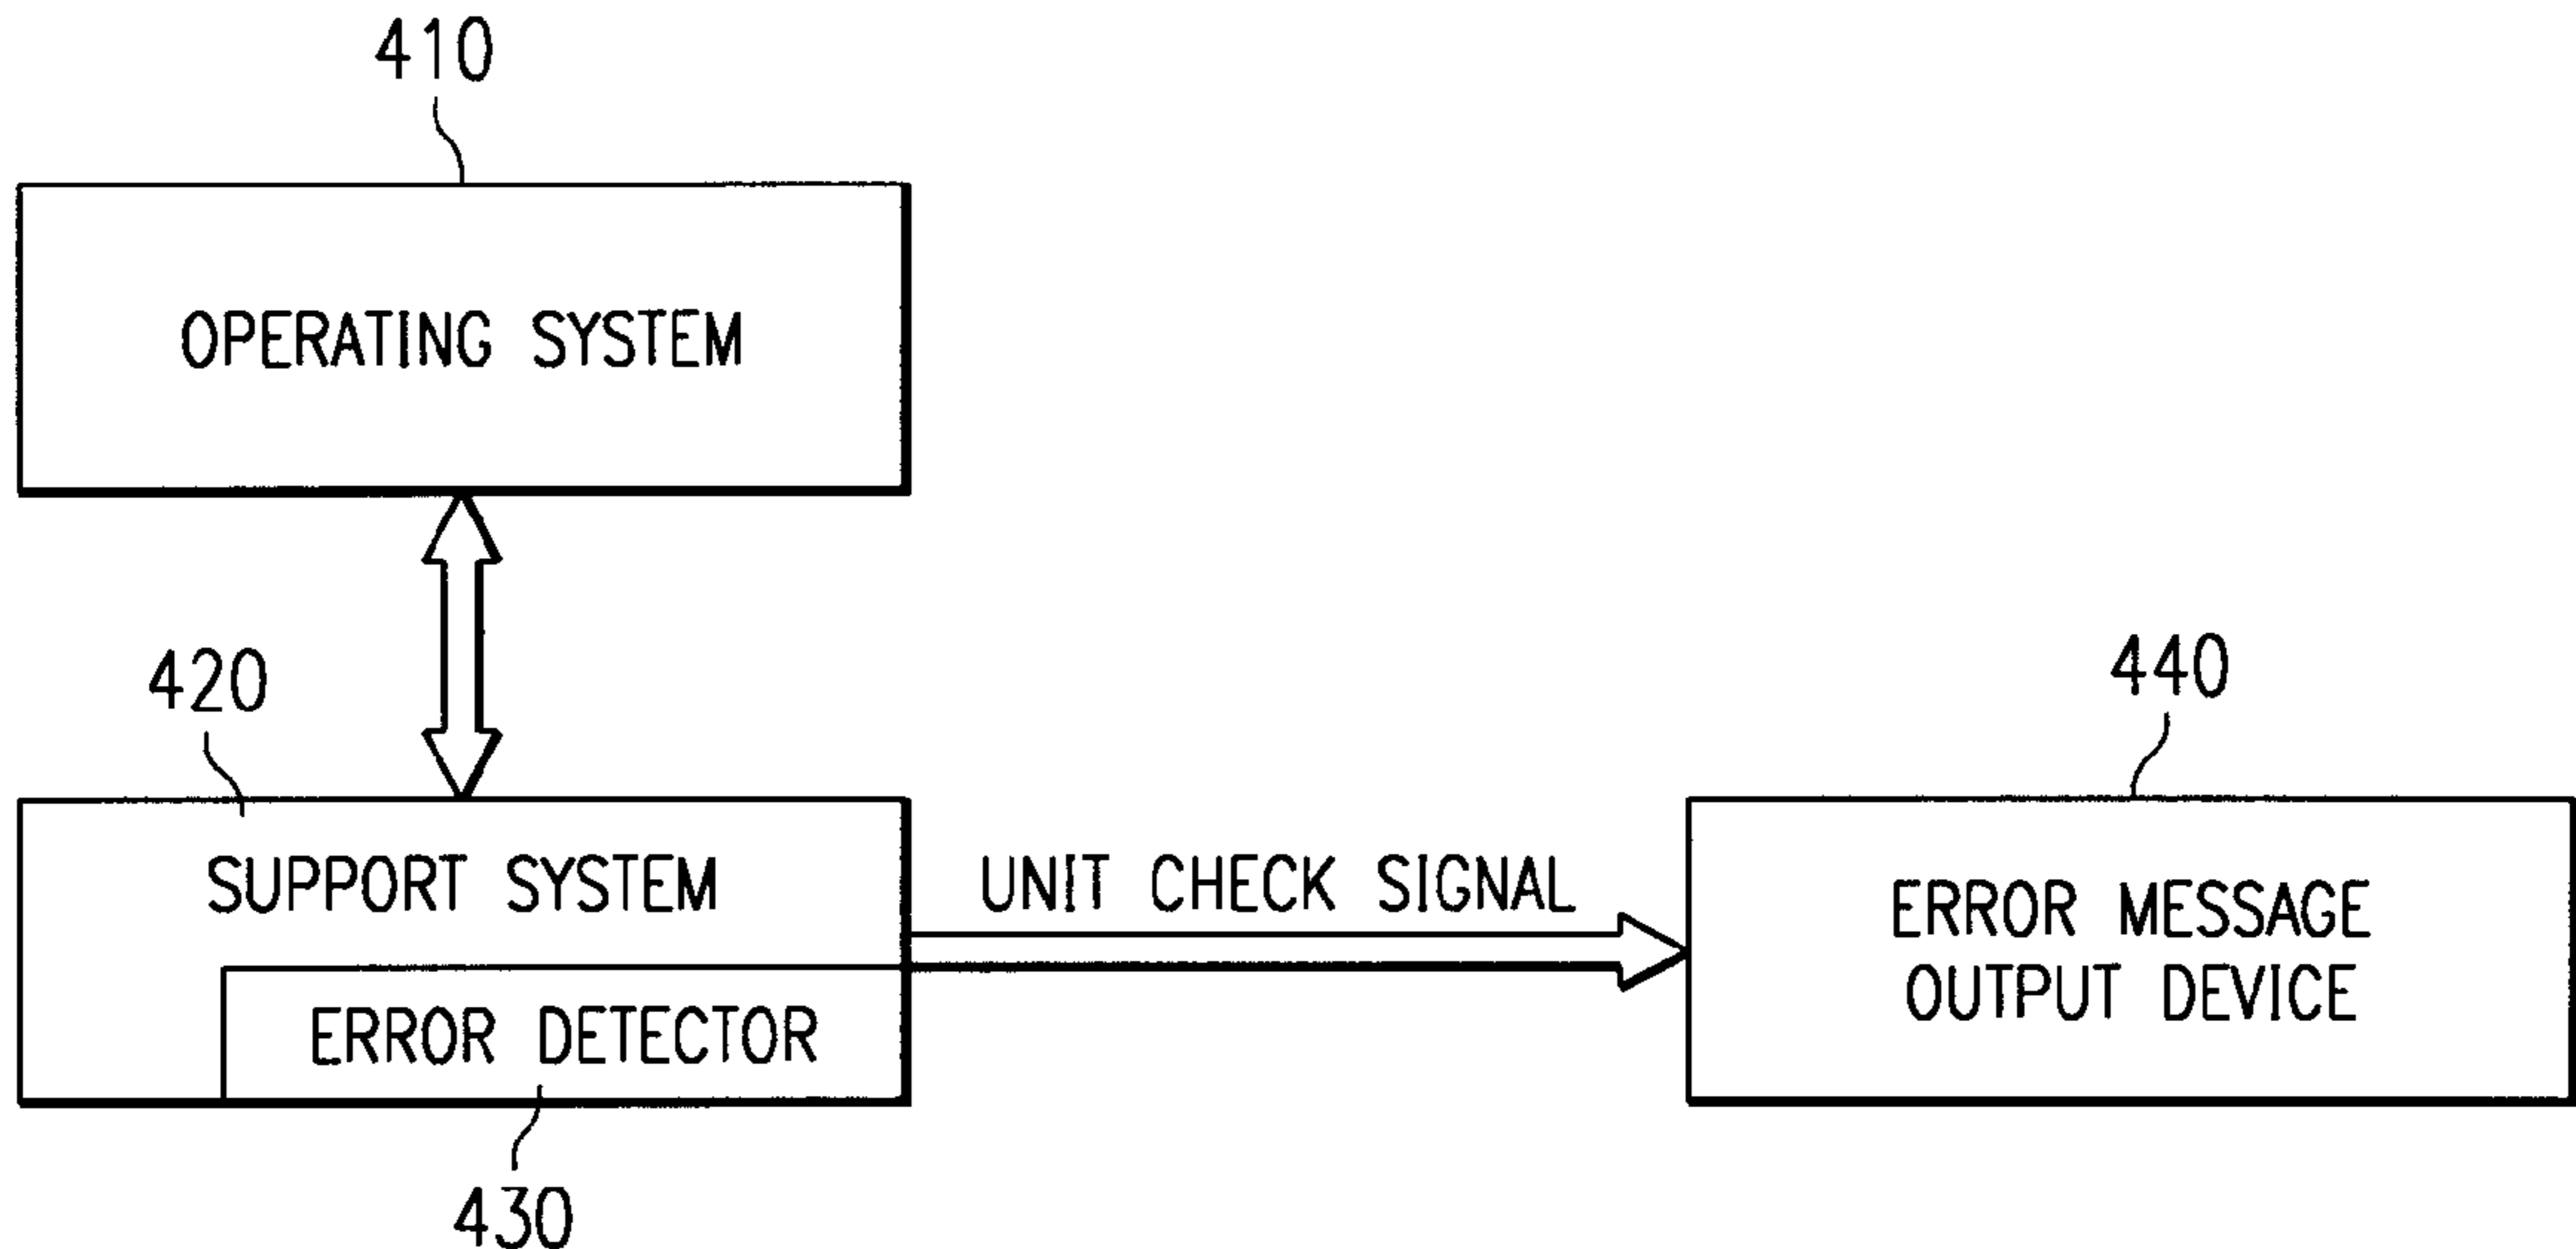 410
OPERATING SYSTEM
420
440
SUPPORT SYSTEM
UNIT CHECK SIGNAL
ERROR MESSAGE
OUTPUT DEVICE
ERROR DETECTOR
430